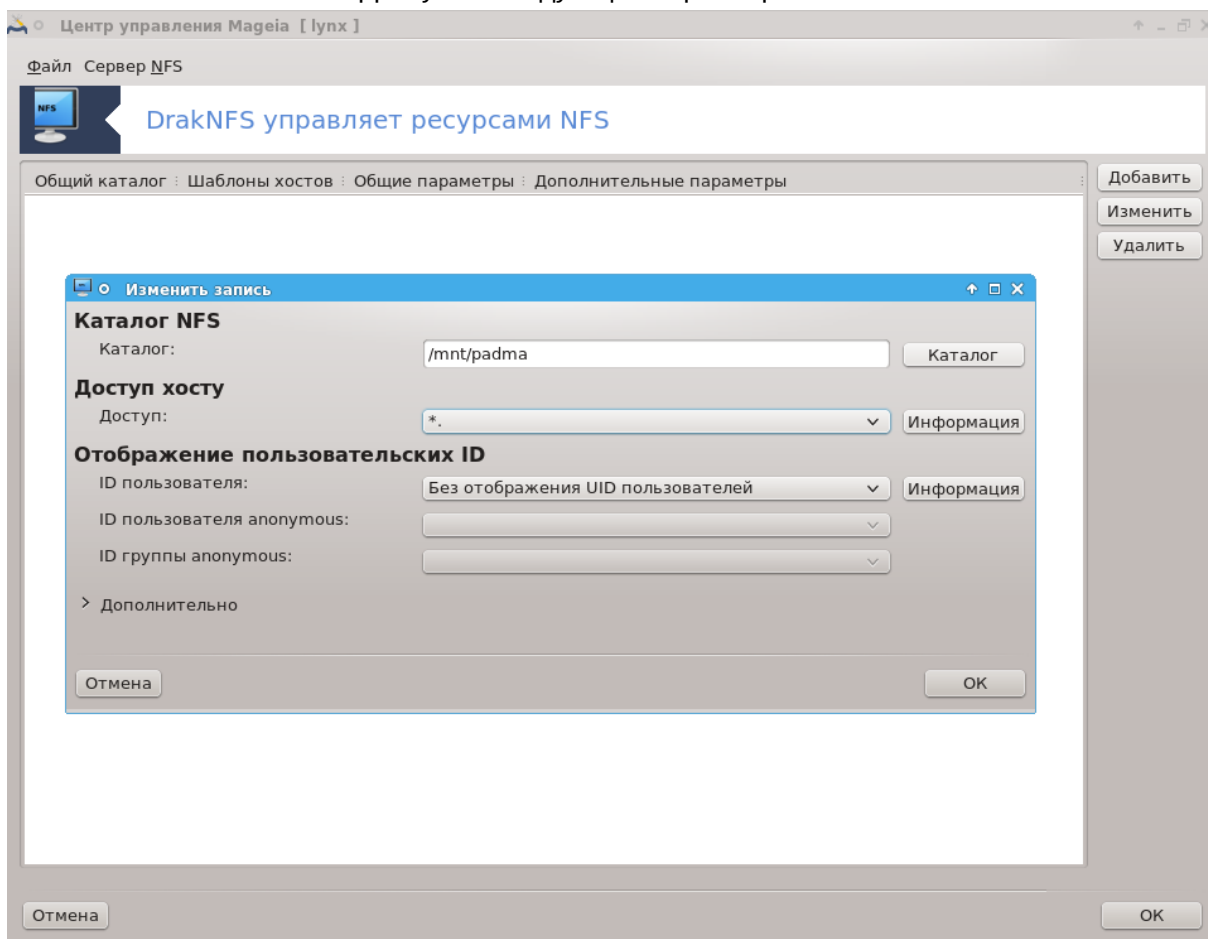 Центр управления Mageia [ lynx ]
Файл Сервер NFS
NFS
DrakNFS управляет ресурсами NFS
Общий каталог Шаблоны хостов Общие параметры Дополнительные параметры
Добавить
Изменить
Удалить
Изменить запись
Каталог NFS
Каталог: /mnt/padma Каталог
Доступ хосту
Доступ: *. Информация
Отображение пользовательских ID
ID пользователя: Без отображения UID пользователей Информация
ID пользователя anonymous:
ID группы anonymous:
> Дополнительно
Отмена OK
Отмена OK